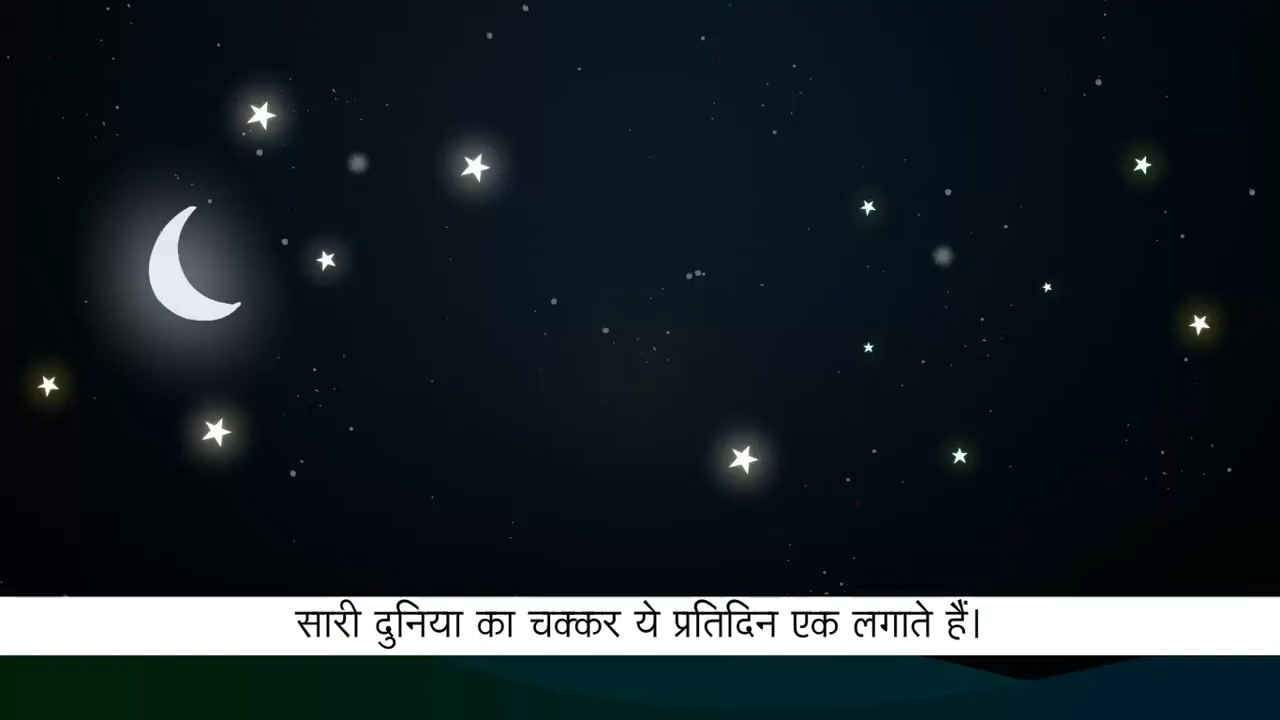 सारी दुनिया का चक्कर ये प्रतिदिन एक लगाते हैं।